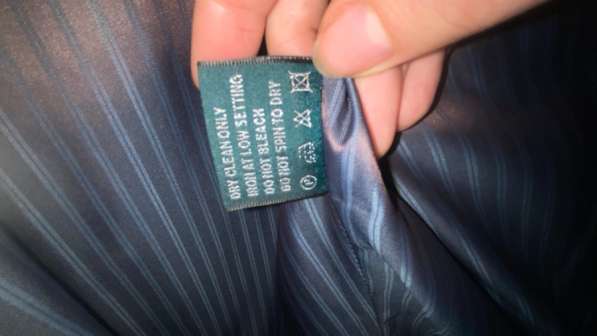 DRY CLEAN ONLY
IRON AT LOW SETTING
DO NOT BLEACH
DO NOT SPIN TO DRY